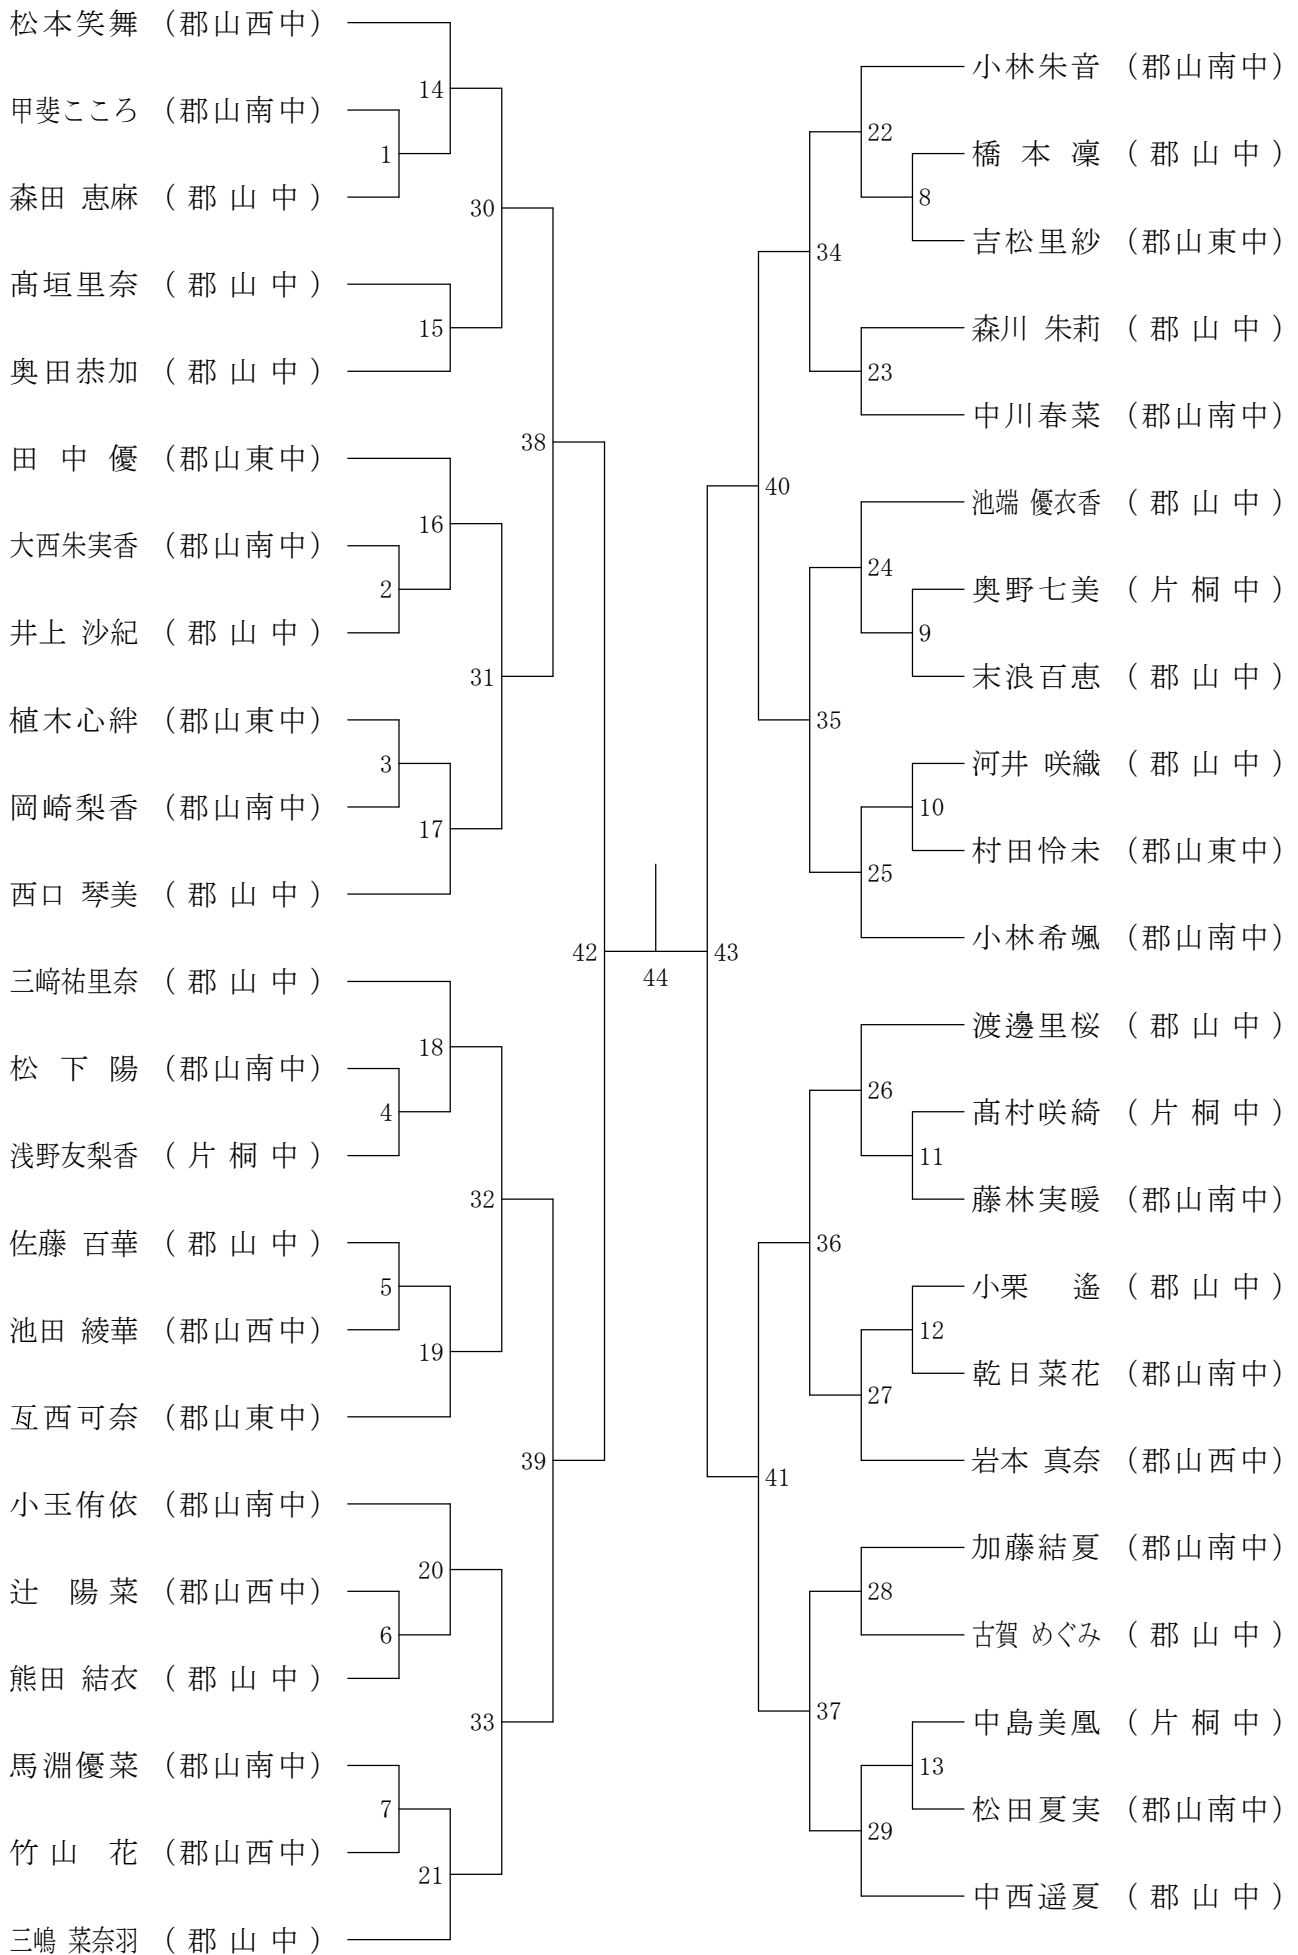 松本笑舞 （郡山西中）
甲斐こころ （郡山南中）
森田 恵麻 （郡山中）
髙垣里奈 （郡山中）
奥田恭加 （郡山中）
田中優 （郡山東中）
大西朱実香 （郡山南中）
井上 沙紀 （郡山中）
植木心絆 （郡山東中）
岡崎梨香 （郡山南中）
西口 琴美 （郡山中）
三﨑祐里奈 （郡山中）
松下陽 （郡山南中）
浅野友梨香 （片桐中）
佐藤 百華 （郡山中）
池田 綾華 （郡山西中）
亙西可奈 （郡山東中）
小玉侑依 （郡山南中）
辻 陽菜 （郡山西中）
熊田 結衣 （郡山中）
馬淵優菜 （郡山南中）
竹山 花 （郡山西中）
三嶋 菜奈羽 （郡山中）
1
2
3
4
5
6
7
14
15
16
17
18
19
20
21
30
31
32
33
38
39
42
44
43
40
41
34
35
36
37
22
23
24
25
26
27
28
29
8
9
10
11
12
13
小林朱音 （郡山南中）
橋本凜 （郡山中）
吉松里紗 （郡山東中）
森川 朱莉 （郡山中）
中川春菜 （郡山南中）
池端 優衣香 （郡山中）
奥野七美 （片桐中）
末浪百恵 （郡山中）
河井 咲織 （郡山中）
村田怜未 （郡山東中）
小林希颯 （郡山南中）
渡邊里桜 （郡山中）
髙村咲綺 （片桐中）
藤林実暖 （郡山南中）
小栗 遙 （郡山中）
乾日菜花 （郡山南中）
岩本 真奈 （郡山西中）
加藤結夏 （郡山南中）
古賀 めぐみ （郡山中）
中島美凰 （片桐中）
松田夏実 （郡山南中）
中西遥夏 （郡山中）